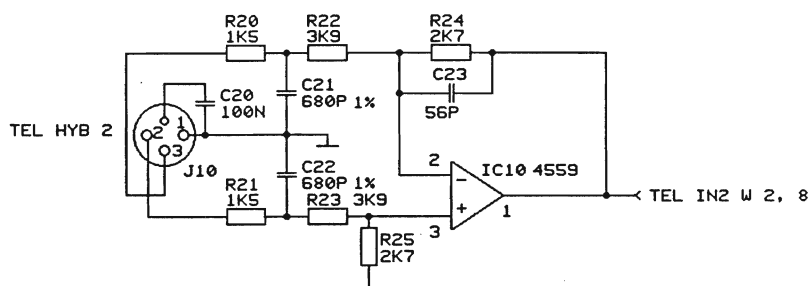 R20
1K5
R22
3K9
R24
2K7
C20
100N
C21
680P 1%
C23
56P
TEL HYB 2
1
2
3
J10
C22
680P 1%
R21
1K5
R23 3K9
R25
2K7
2
-
+
3
IC10 4559
1
TEL IN2 W 2, 8